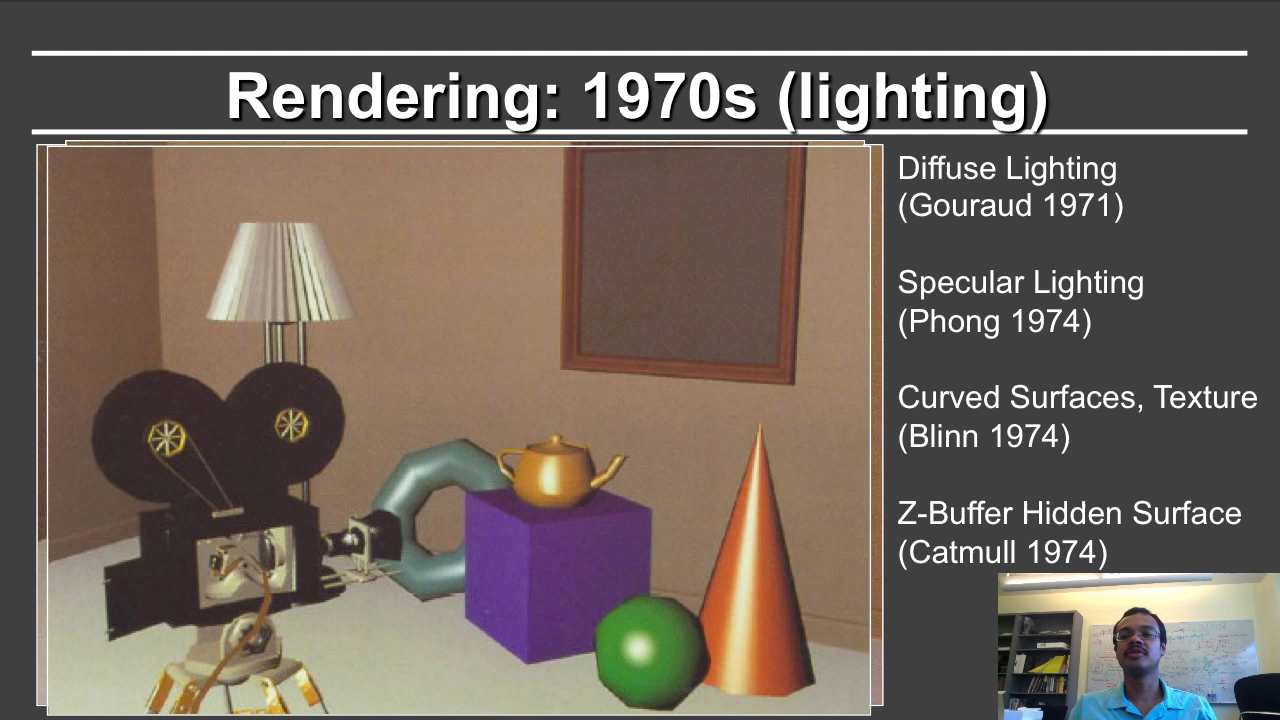 Rendering: 1970s (lighting)
Diffuse Lighting
(Gouraud 1971)
Specular Lighting
(Phong 1974)
Curved Surfaces, Texture
(Blinn 1974)
Z-Buffer Hidden Surface
(Catmull 1974)